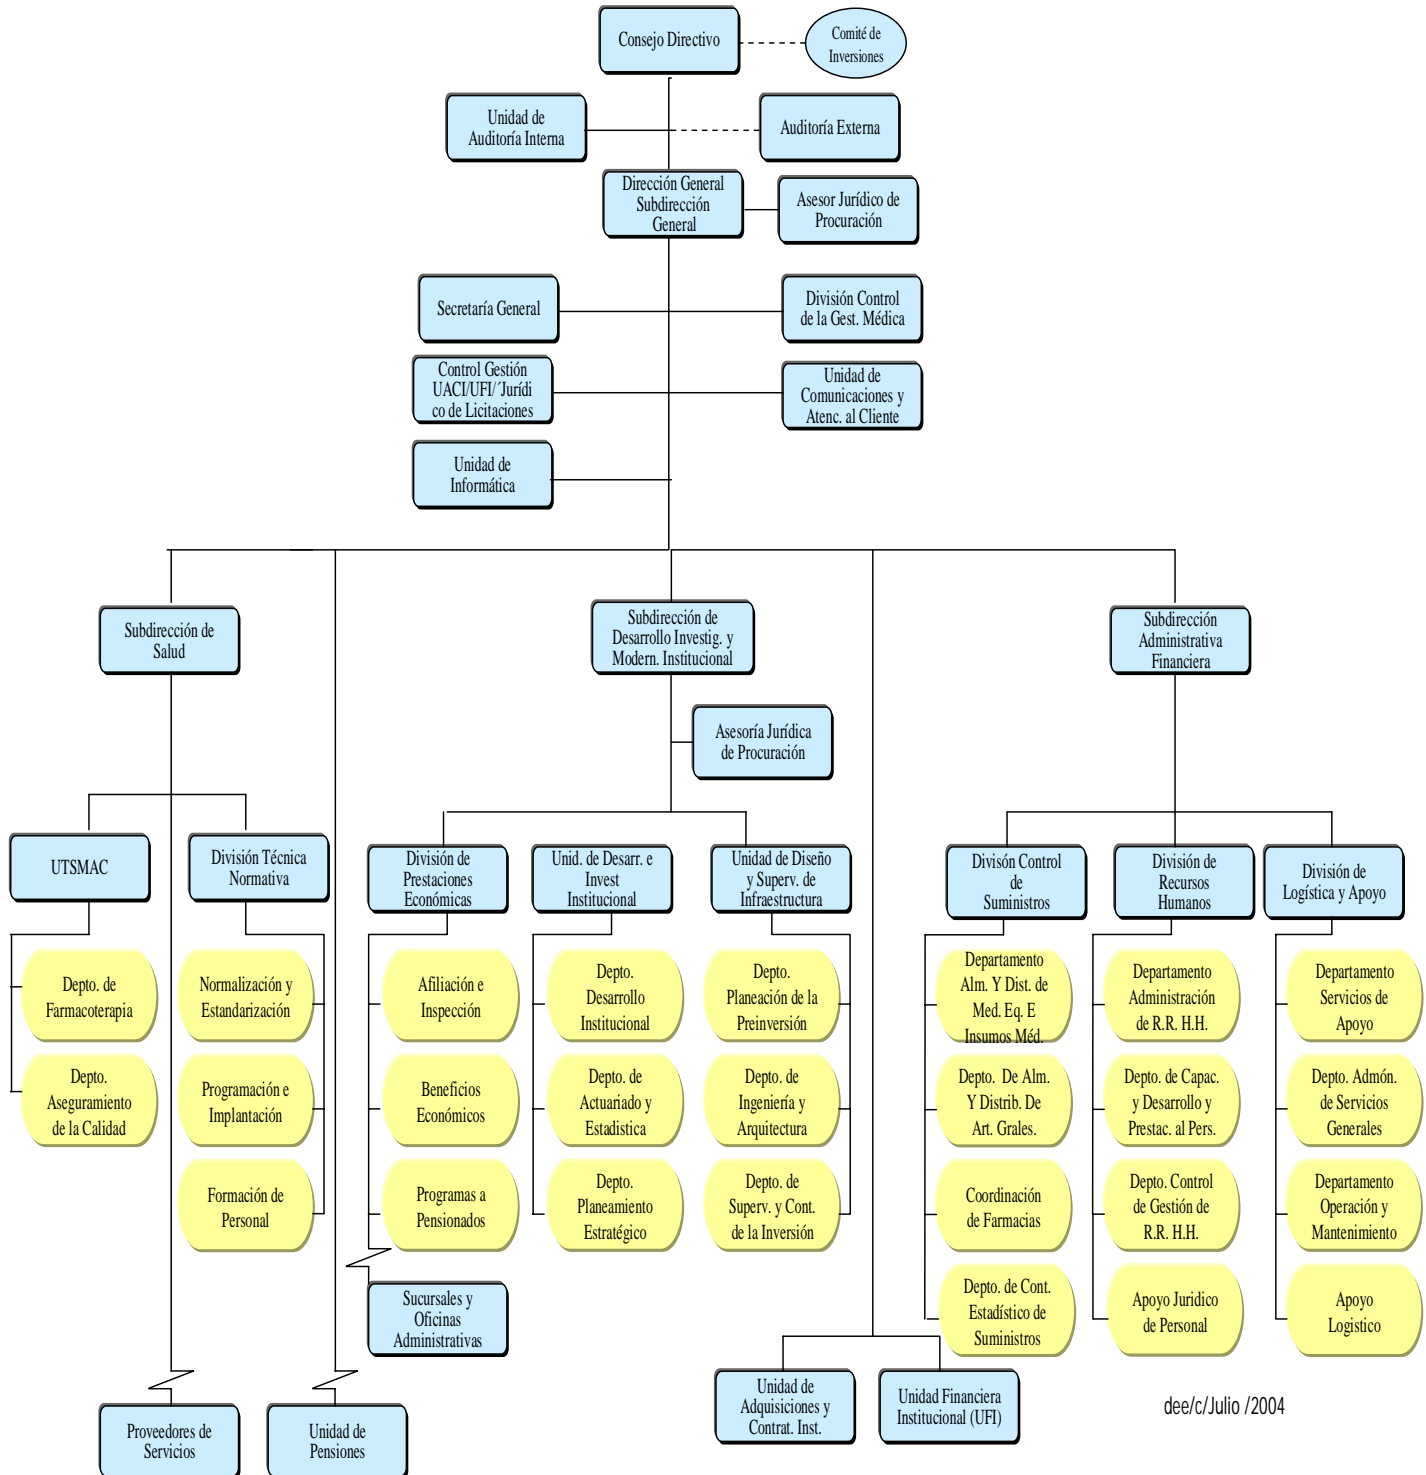 Consejo Directivo
Comité de
Inversiones
Unidad de
Auditoría Interna
Auditoría Externa
Dirección General
Subdirección
General
Asesor Jurídico de
Procuración
Secretaría General
División Control
de la Gest. Médica
Control Gestión
UACI/UFI/´Jurídi
co de Licitaciones
Unidad de
Comunicaciones y
Atenc. al Cliente
Unidad de
Informática
Subdirección de
Salud
Subdirección de
Desarrollo Investig. y
Modern. Institucional
Subdirección
Administrativa
Financiera
Asesoría Jurídica
de Procuración
UTSMAC
División Técnica
Normativa
División de
Prestaciones
Económicas
Unid. de Desarr. e
Invest
Institucional
Unidad de Diseño
y Superv. de
Infraestructura
Divisón Control
de
Suministros
División de
Recursos
Humanos
División de
Logística y Apoyo
Depto. de
Farmacoterapia
Normalización y
Estandarización
Afiliación e
Inspección
Depto.
Desarrollo
Institucional
Depto.
Planeación de la
Preinversión
Departamento
Alm. Y Dist. de
Med. Eq. E
Insumos Méd.
Departamento
Administración
de R.R. H.H.
Departamento
Servicios de
Apoyo
Depto.
Aseguramiento
de la Calidad
Programación e
Implantación
Beneficios
Económicos
Depto. de
Actuariado y
Estadistica
Depto. de
Ingeniería y
Arquitectura
Depto. De Alm.
Y Distrib. De
Art. Grales.
Depto. de Capac.
y Desarrollo y
Prestac. al Pers.
Depto. Admón.
de Servicios
Generales
Formación de
Personal
Programas a
Pensionados
Depto.
Planeamiento
Estratégico
Depto. de
Superv. y Cont.
de la Inversión
Coordinación
de Farmacias
Depto. Control
de Gestión de
R.R. H.H.
Departamento
Operación y
Mantenimiento
Sucursales y
Oficinas
Administrativas
Depto. de Cont.
Estadístico de
Suministros
Apoyo Juridico
de Personal
Apoyo
Logistico
Proveedores de
Servicios
Unidad de
Pensiones
Unidad de
Adquisiciones y
Contrat. Inst.
Unidad Financiera
Institucional (UFI)
dee/c/Julio /2004